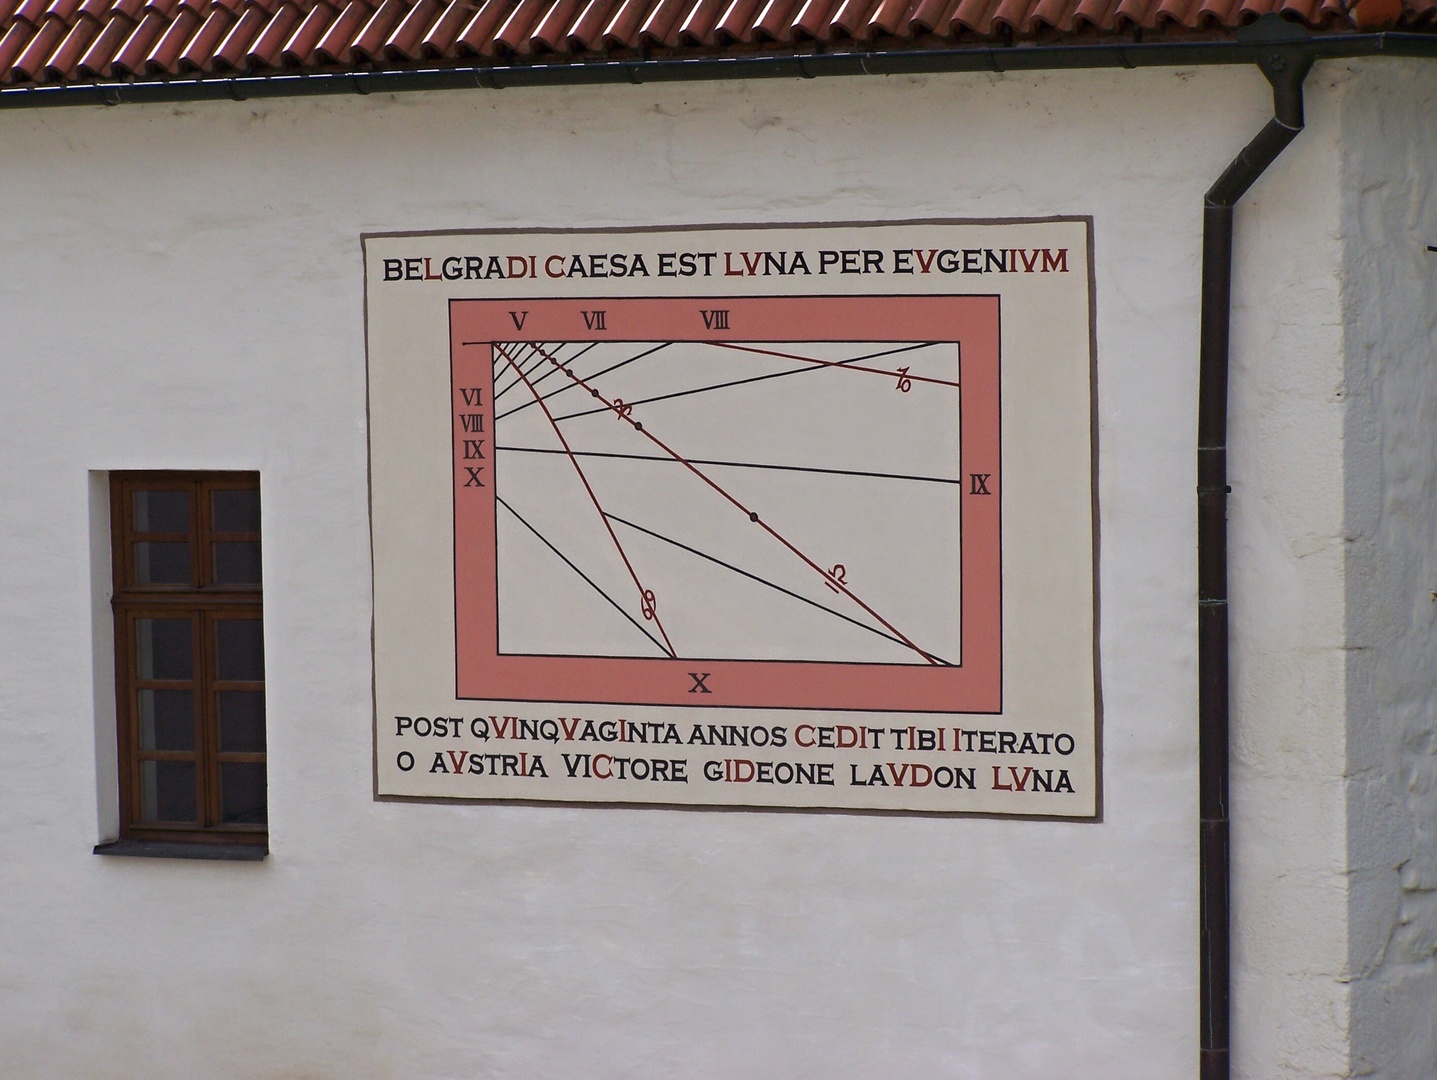 BELGRADI CAESA EST LVNA PER EVGENIVM
V VII VIII
VI
VIII
IX
X
IX
X
♑
♋
POST QVINQVAGINTA ANNOS CEDIT TIBI ITERATO
O AVSTRIA VICTORE GIDEONE LAVDON LVNA